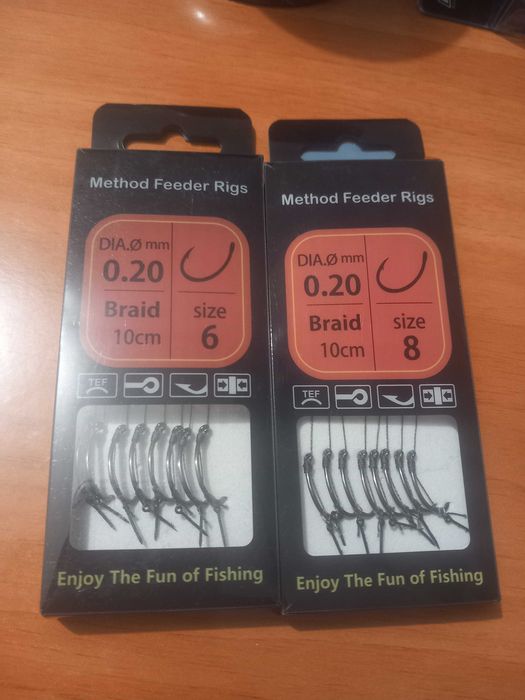 Method Feeder Rigs
DIA.Ø mm
0.20
Braid
10cm
size
6
TEF
Enjoy The Fun of Fishing
Method Feeder Rigs
DIA.Ø mm
0.20
Braid
10cm
size
8
TEF
Enjoy The Fun of Fishing